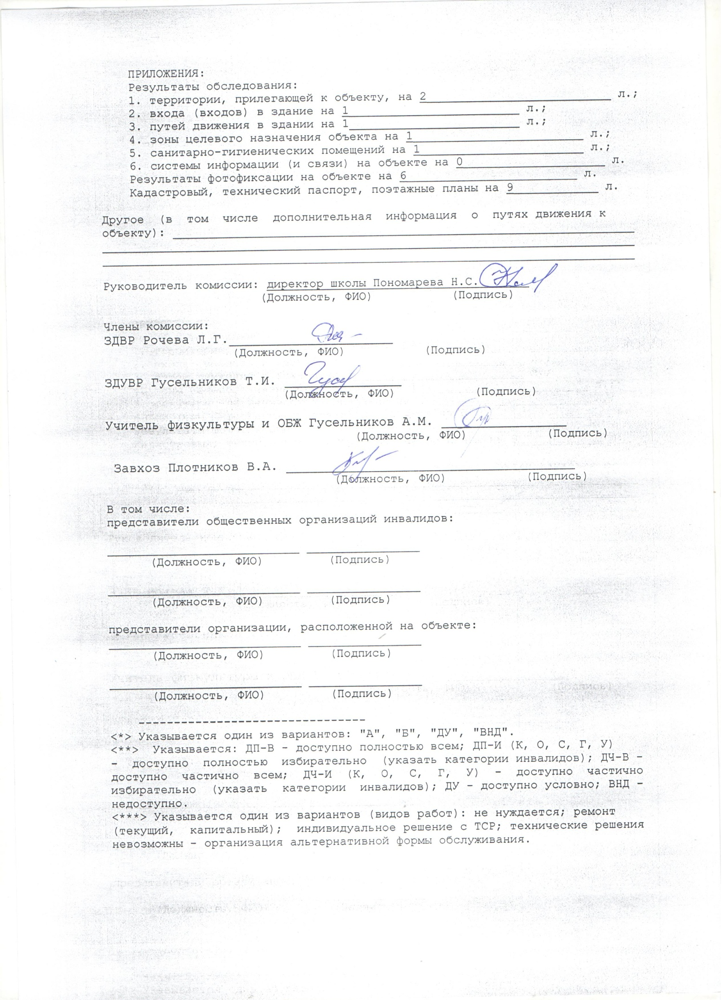 ПРИЛОЖЕНИЯ:
Результаты обследования:
1. территории, прилегающей к объекту, на 2 л.;
2. входа (входов) в здание на 1 л.;
3. путей движения в здании на 1 л.;
4. зоны целевого назначения объекта на 1 л.;
5. санитарно-гигиенических помещений на 1 л.;
6. системы информации (и связи) на объекте на 0 л.
Результаты фотофиксации на объекте на 6 л.
Кадастровый, технический паспорт, поэтажные планы на 9 л.
Другое (в том числе дополнительная информация о путях движения к
объекту):
Руководитель комиссии: директор школы Пономарева Н.С.
(Должность, ФИО) (Подпись)
Члены комиссии:
ЗДВР Рочева Л.Г.
(Должность, ФИО) (Подпись)
ЗДУВР Гусельников Т.И.
(Должность, ФИО) (Подпись)
Учитель физкультуры и ОБЖ Гусельников А.М.
(Должность, ФИО) (Подпись)
Завхоз Плотников В.А.
(Должность, ФИО) (Подпись)
В том числе:
представители общественных организаций инвалидов:
(Должность, ФИО) (Подпись)
(Должность, ФИО) (Подпись)
представители организации, расположенной на объекте:
(Должность, ФИО) (Подпись)
(Должность, ФИО) (Подпись)
--------------------------------
<*> Указывается один из вариантов: "А", "Б", "ДУ", "ВНД".
<**> Указывается: ДП-В - доступно полностью всем; ДП-И (К, О, С, Г, У)
- доступно полностью избирательно (указать категории инвалидов); ДЧ-В -
доступно частично всем; ДЧ-И (К, О, С, Г, У) - доступно частично
избирательно (указать категории инвалидов); ДУ - доступно условно; ВНД -
недоступно.
<***> Указывается один из вариантов (видов работ): не нуждается; ремонт
(текущий, капитальный); индивидуальное решение с ТСР; технические решения
невозможны - организация альтернативной формы обслуживания.